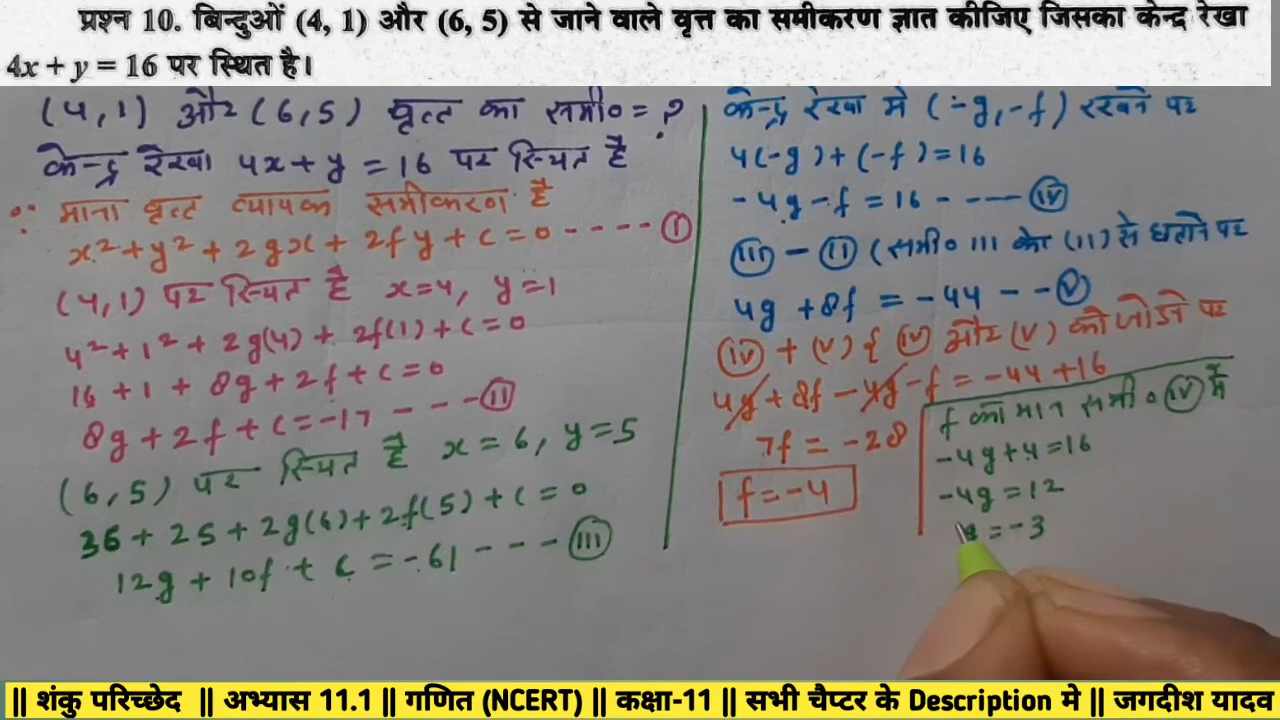 प्रश्न 10. बिन्दुओं (4, 1) और (6, 5) से जाने वाले वृत्त का समीकरण ज्ञात कीजिए जिसका केन्द्र रेखा
4x + y = 16 पर स्थित है।
(4,1) और (6,5) वृत्त का समी० = ?
केन्द्र रेखा 4x + y = 16 पर स्थित है
∵ माना वृत्त व्यापक समीकरण है
x² + y² + 2gx + 2fy + c = 0 ---- (I)
(4,1) पर स्थित है x=4, y=1
4² + 1² + 2g(4) + 2f(1) + c = 0
16 + 1 + 8g + 2f + c = 0
8g + 2f + c = -17 --- (II)
(6,5) पर स्थित है x = 6, y = 5
36 + 25 + 2g(6) + 2f(5) + c = 0
12g + 10f + c = -61 --- (III)
केन्द्र रेखा मे (-g, -f) रखने पर
4(-g) + (-f) = 16
-4g - f = 16 ---- (IV)
(III) - (II) (समी० III को (II) से घटाने पर
4g + 8f = -44 -- (V)
(IV) + (V) { (IV) और (V) को जोडने पर
4g + 8f - 4g - f = -44 + 16
7f = -28
f = -4
f का मान समी० (IV) में
-4g + 4 = 16
-4g = 12
g = -3
|| शंकु परिच्छेद || अभ्यास 11.1 || गणित (NCERT) || कक्षा-11 || सभी चैप्टर के Description मे || जगदीश यादव